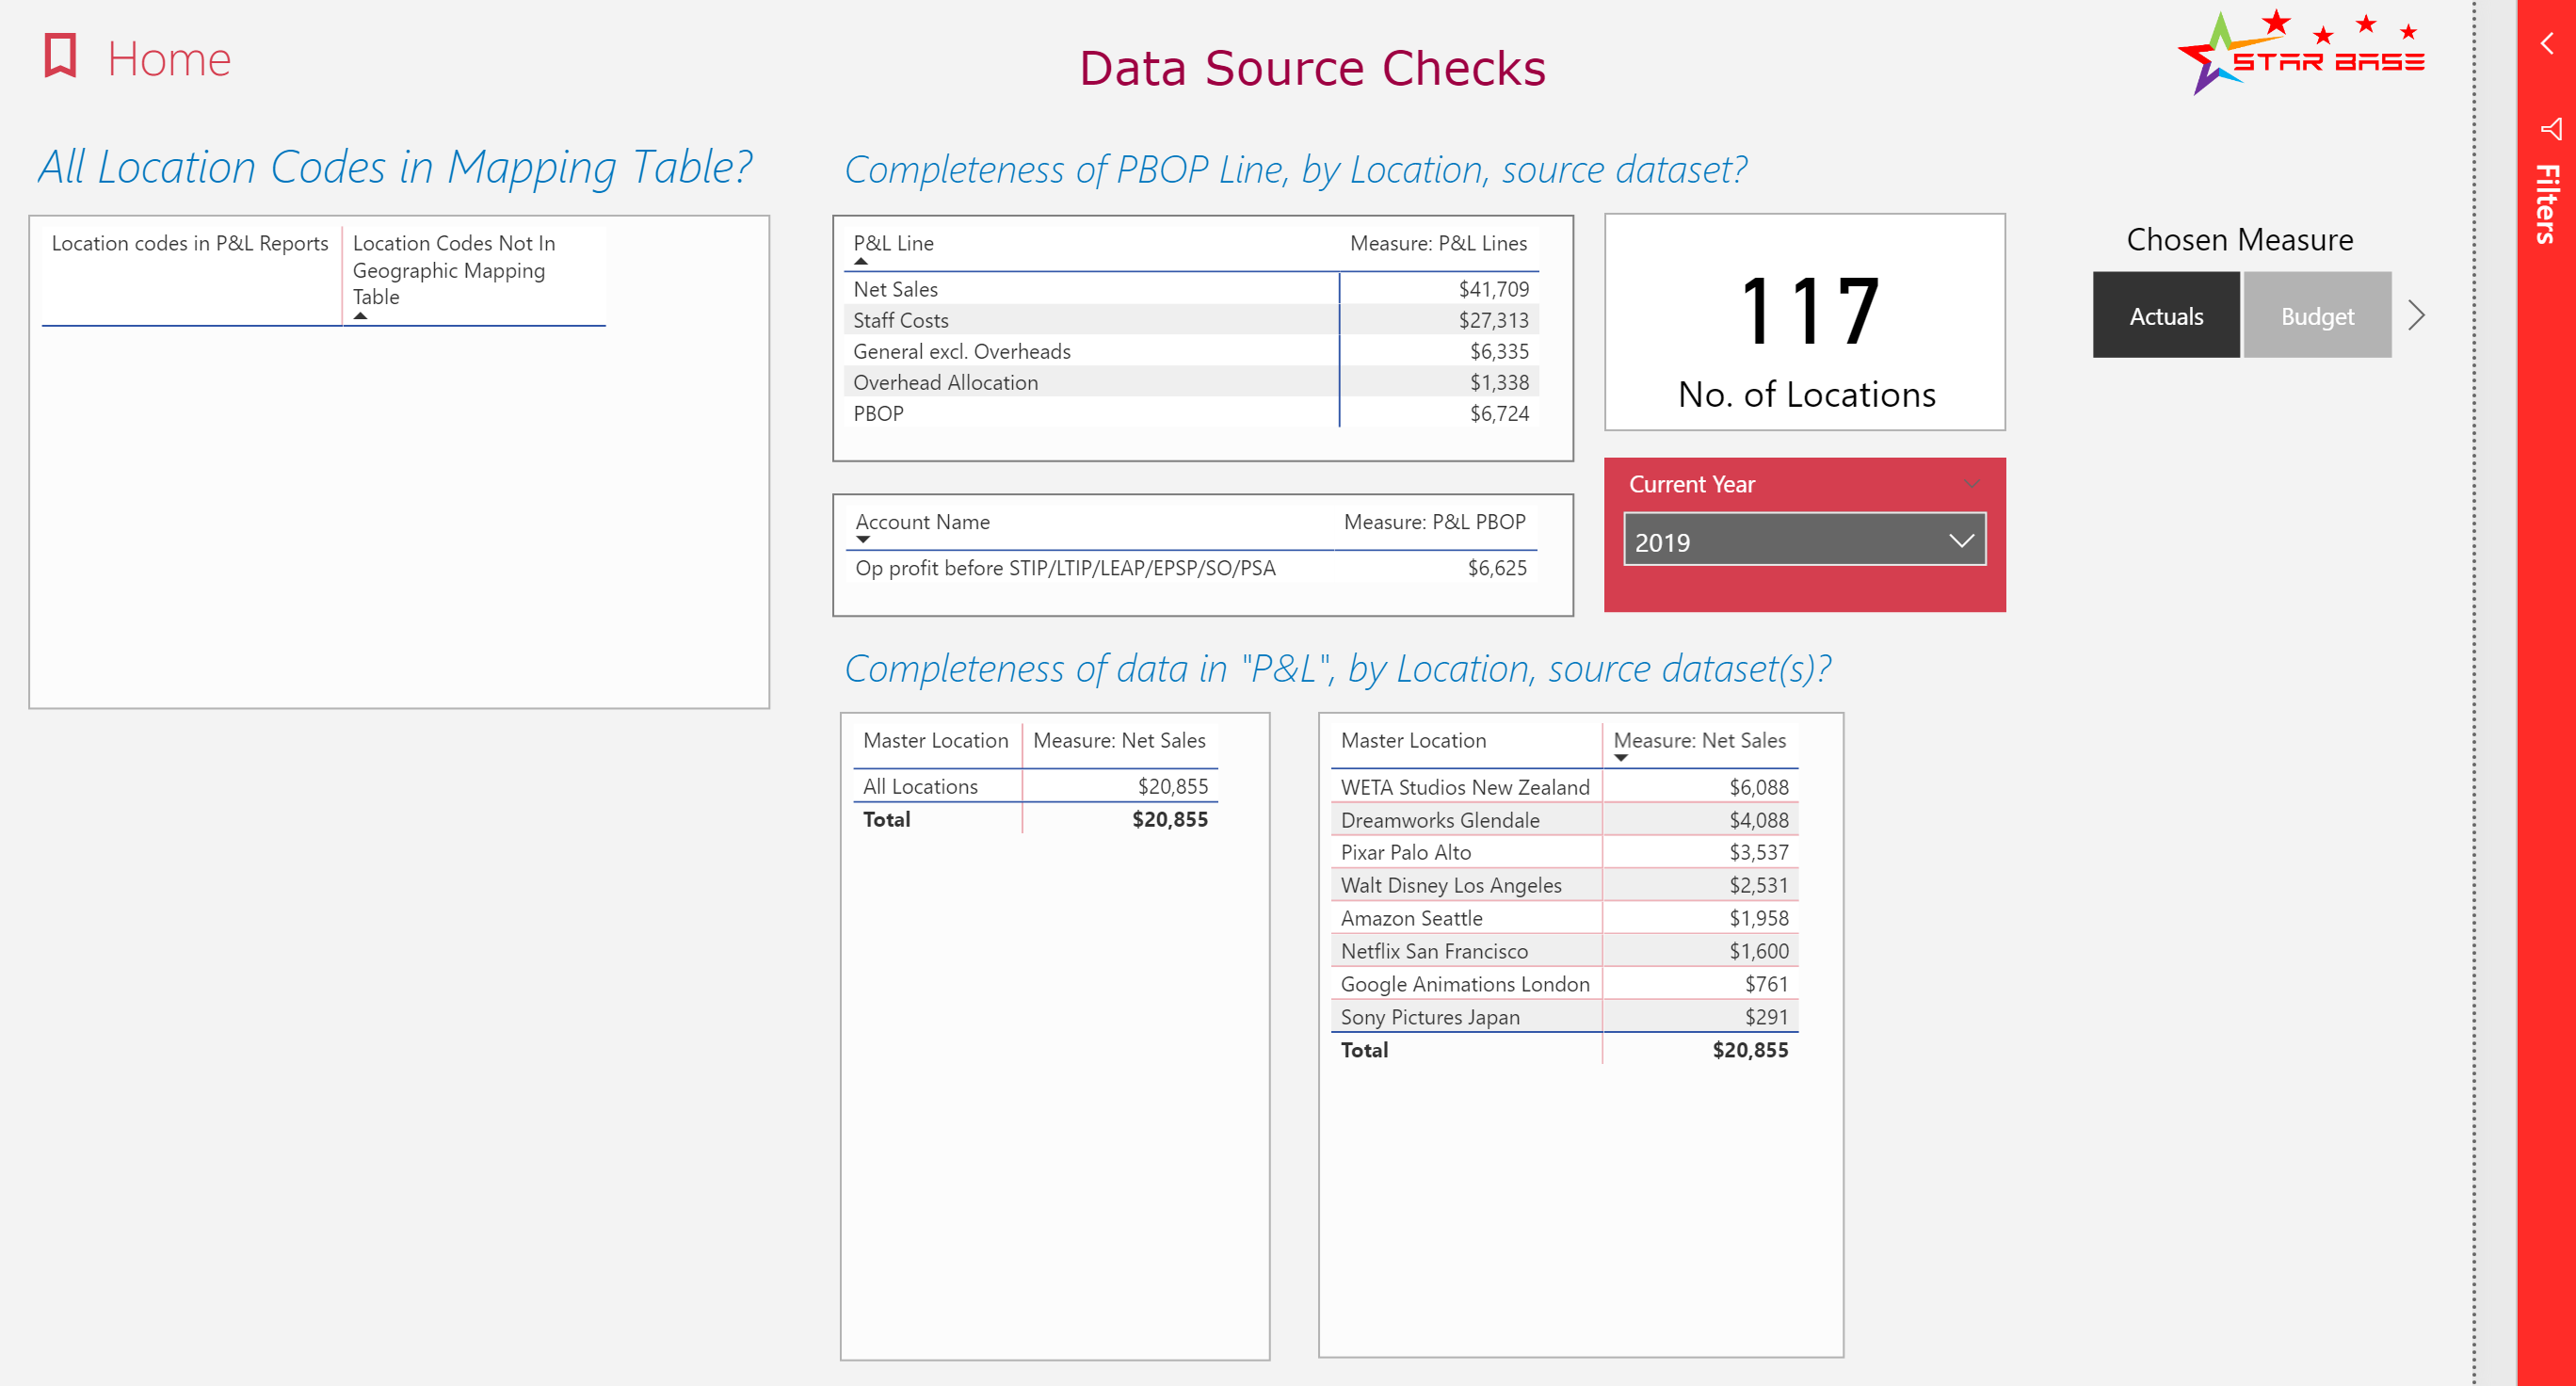 Home
Data Source Checks
STAR BASE
Filters
All Location Codes in Mapping Table?
Location codes in P&L Reports
Location Codes Not In
Geographic Mapping
Table
Completeness of PBOP Line, by Location, source dataset?
P&L Line Measure: P&L Lines
Net Sales $41,709
Staff Costs $27,313
General excl. Overheads $6,335
Overhead Allocation $1,338
PBOP $6,724
117
No. of Locations
Chosen Measure
Actuals Budget
Current Year
2019
Account Name Measure: P&L PBOP
Op profit before STIP/LTIP/LEAP/EPSP/SO/PSA $6,625
Completeness of data in "P&L", by Location, source dataset(s)?
Master Location Measure: Net Sales
All Locations $20,855
Total $20,855
Master Location Measure: Net Sales
WETA Studios New Zealand $6,088
Dreamworks Glendale $4,088
Pixar Palo Alto $3,537
Walt Disney Los Angeles $2,531
Amazon Seattle $1,958
Netflix San Francisco $1,600
Google Animations London $761
Sony Pictures Japan $291
Total $20,855